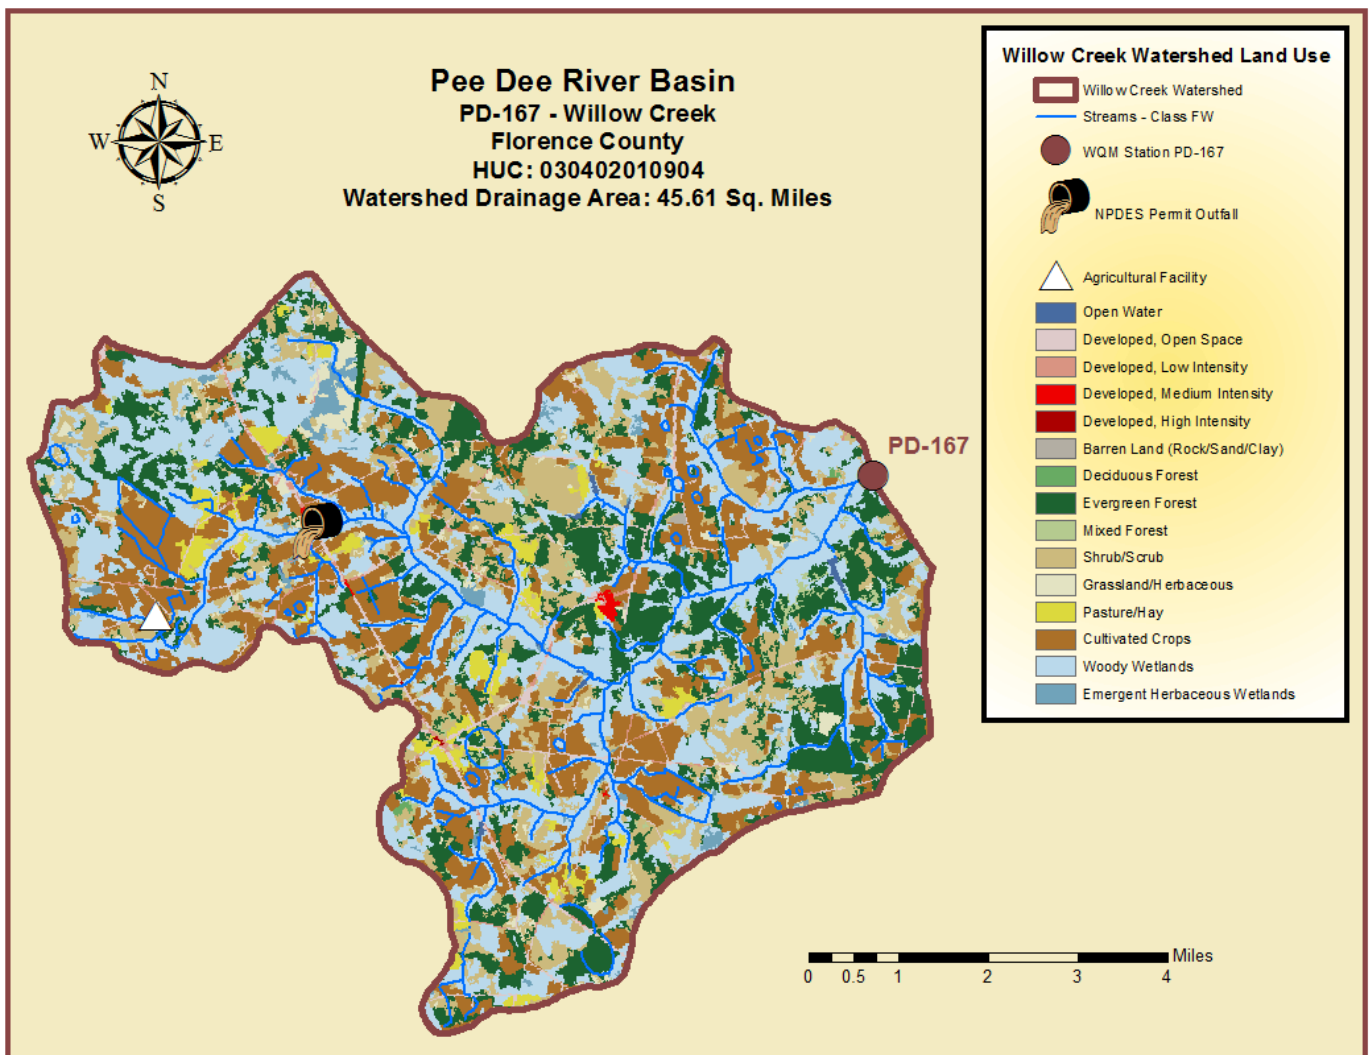 Pee Dee River Basin
PD-167 - Willow Creek
Florence County
HUC: 030402010904
Watershed Drainage Area: 45.61 Sq. Miles
N
W
E
S
Willow Creek Watershed Land Use
Willow Creek Watershed
Streams - Class FW
WQM Station PD-167
NPDES Permit Outfall
Agricultural Facility
Open Water
Developed, Open Space
Developed, Low Intensity
Developed, Medium Intensity
Developed, High Intensity
Barren Land (Rock/Sand/Clay)
Deciduous Forest
Evergreen Forest
Mixed Forest
Shrub/Scrub
Grassland/Herbaceous
Pasture/Hay
Cultivated Crops
Woody Wetlands
Emergent Herbaceous Wetlands
PD-167
Miles
0 0.5 1 2 3 4